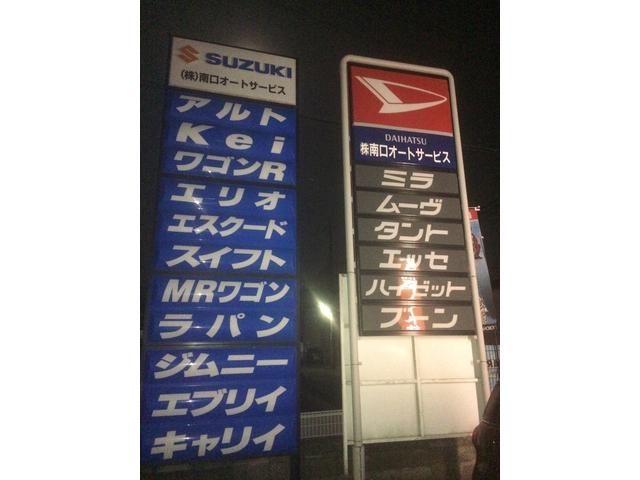 SUZUKI
(株)南口オートサービス
アルト
Kei
ワゴンR
エリオ
エスクード
スイフト
MRワゴン
ラパン
ジムニー
エブリイ
キャリイ
DAIHATSU
株南口オートサービス
ミラ
ムーヴ
タント
エッセ
ハイゼット
ブーン